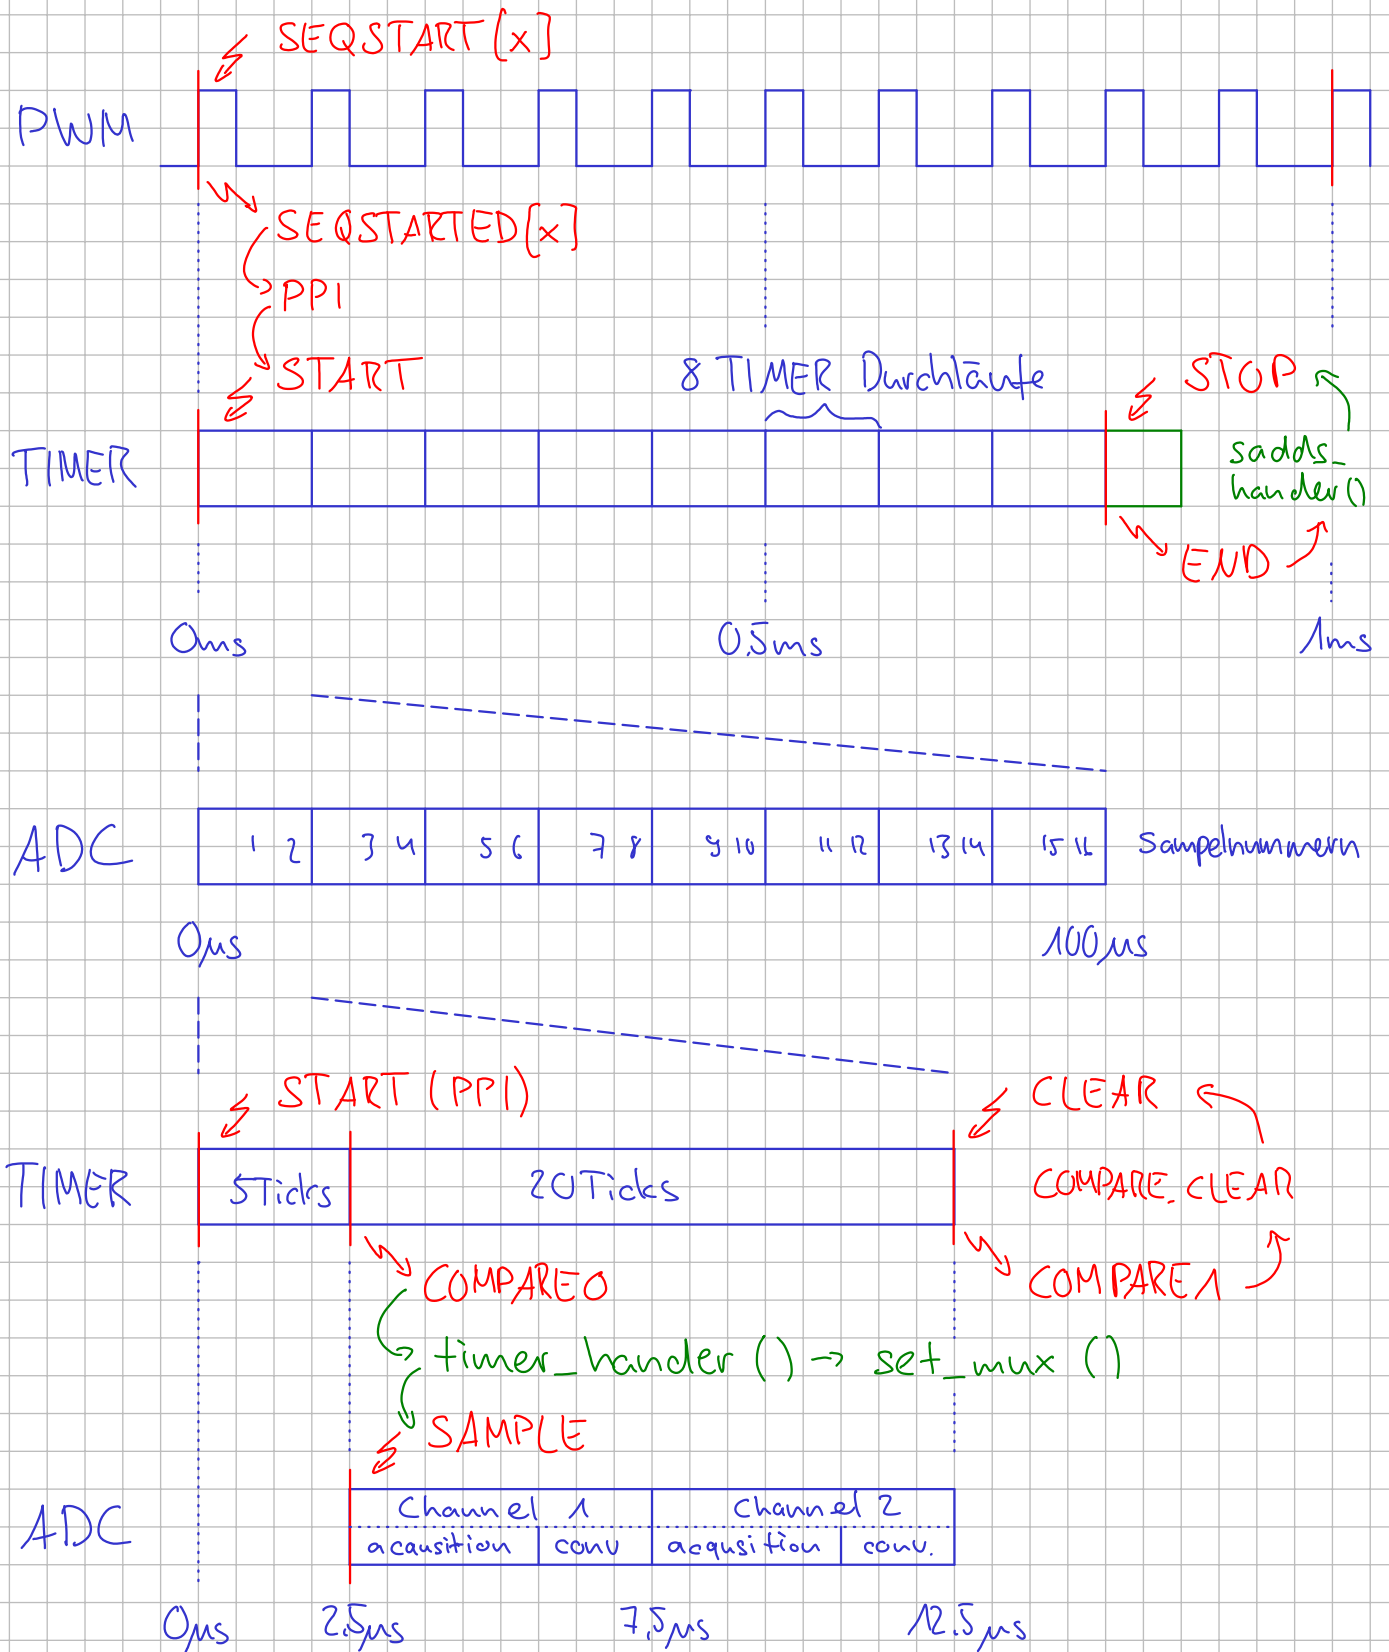 SEQSTART[x]
PWM
SEQSTARTED[x]
PPI
START
8 TIMER Durchläufe
STOP
TIMER
sadds_
hander()
END
0ms
0.5ms
1ms
ADC
1 2 3 4 5 6 7 8 9 10 11 12 13 14 15 16
Sampelnummern
0µs
100µs
START (PPI)
CLEAR
TIMER
5Ticks
20Ticks
COMPARE_CLEAR
COMPARE0
COMPARE1
timer_hander () → set_mux ()
SAMPLE
ADC
Channel 1
Channel 2
acqusition
conv
acqusition
conv.
0µs
2.5µs
7.5µs
12.5µs